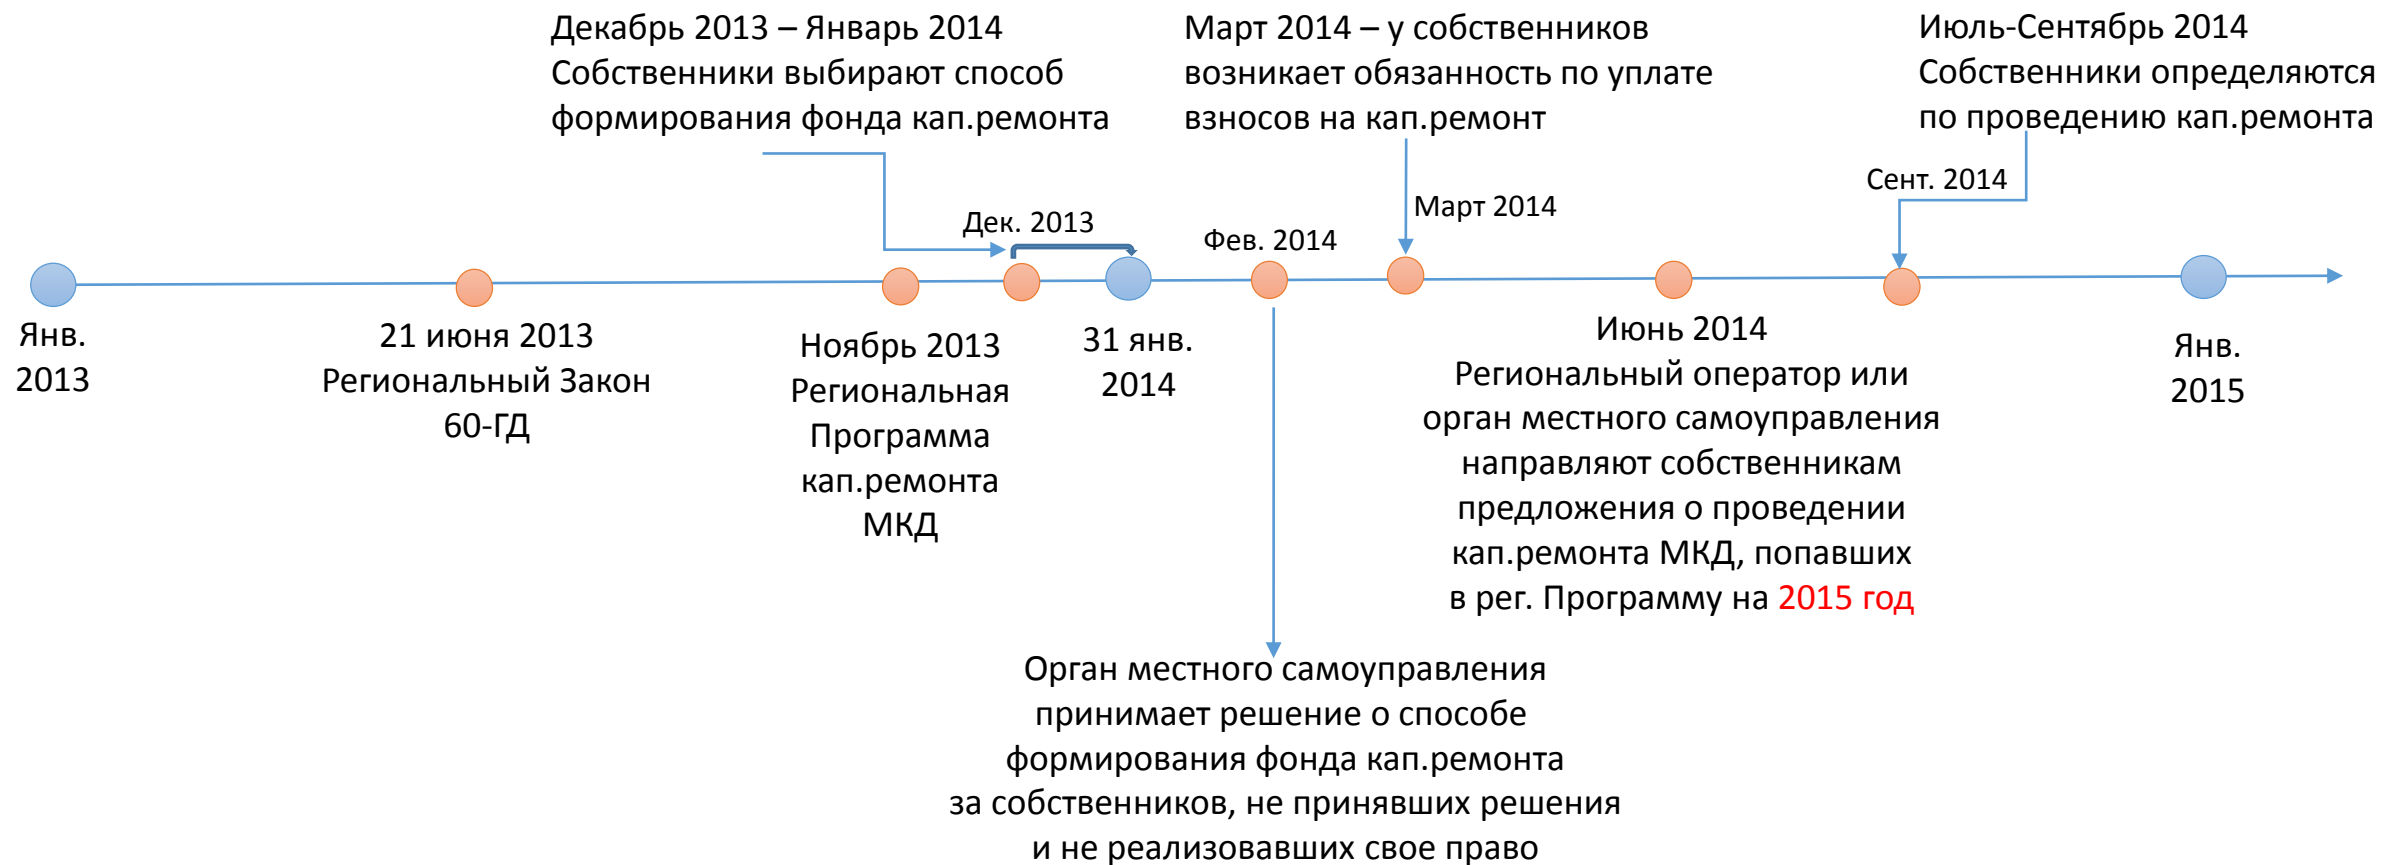 Декабрь 2013 – Январь 2014
Собственники выбирают способ
формирования фонда кап.ремонта
Март 2014 – у собственников
возникает обязанность по уплате
взносов на кап.ремонт
Июль-Сентябрь 2014
Собственники определяются
по проведению кап.ремонта
Дек. 2013
Фев. 2014
Март 2014
Сент. 2014
Янв.
2013
21 июня 2013
Региональный Закон
60-ГД
Ноябрь 2013
Региональная
Программа
кап.ремонта
МКД
31 янв.
2014
Июнь 2014
Региональный оператор или
орган местного самоуправления
направляют собственникам
предложения о проведении
кап.ремонта МКД, попавших
в рег. Программу на 2015 год
Янв.
2015
Орган местного самоуправления
принимает решение о способе
формирования фонда кап.ремонта
за собственников, не принявших решения
и не реализовавших свое право